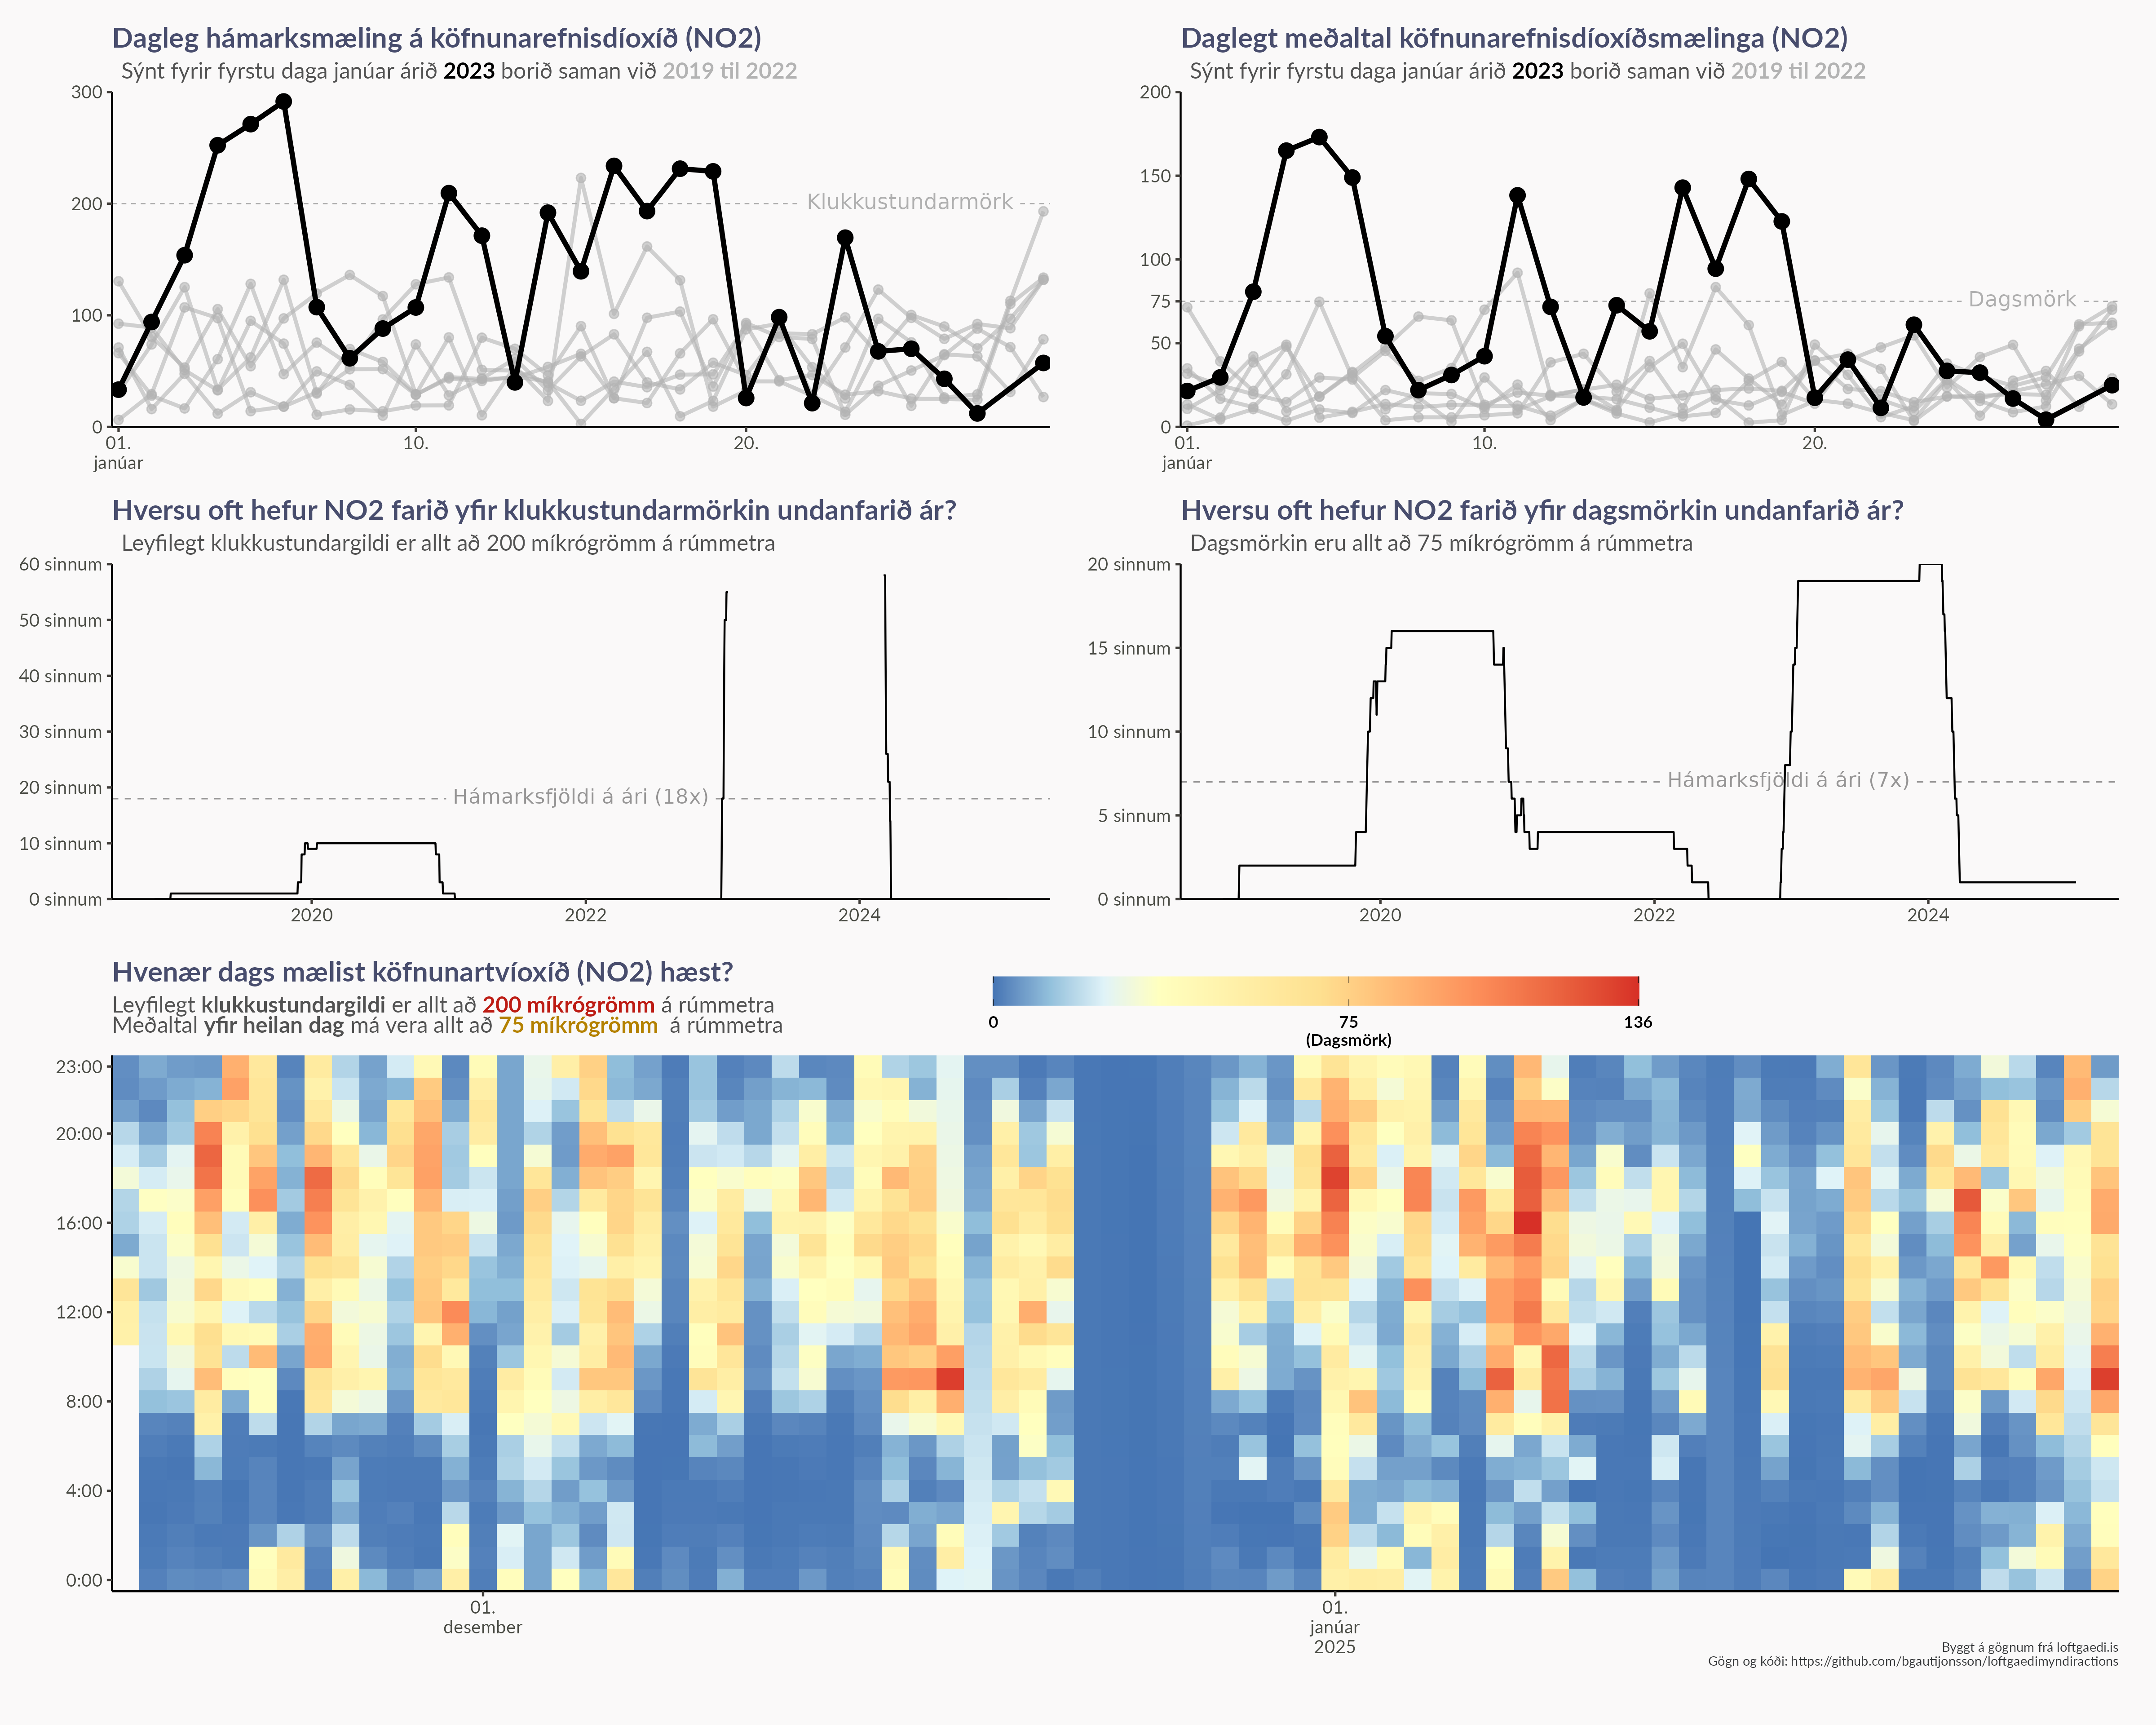 Dagleg hámarksmæling á köfnunarefnisdíoxíð (NO2)
Sýnt fyrir fyrstu daga janúar árið 2023 borið saman við 2019 til 2022
300
200
100
0
Klukkustundarmörk
01.
janúar
10.
20.
Daglegt meðaltal köfnunarefnisdíoxíðsmælinga (NO2)
Sýnt fyrir fyrstu daga janúar árið 2023 borið saman við 2019 til 2022
200
150
100
75
50
0
Dagsmörk
01.
janúar
10.
20.
Hversu oft hefur NO2 farið yfir klukkustundarmörkin undanfarið ár?
Leyfilegt klukkustundargildi er allt að 200 míkrógrömm á rúmmetra
60 sinnum
50 sinnum
40 sinnum
30 sinnum
20 sinnum
10 sinnum
0 sinnum
Hámarksfjöldi á ári (18x)
2020
2022
2024
Hversu oft hefur NO2 farið yfir dagsmörkin undanfarið ár?
Dagsmörkin eru allt að 75 míkrógrömm á rúmmetra
20 sinnum
15 sinnum
10 sinnum
5 sinnum
0 sinnum
Hámarksfjöldi á ári (7x)
2020
2022
2024
Hvenær dags mælist köfnunartvíoxíð (NO2) hæst?
Leyfilegt klukkustundargildi er allt að 200 míkrógrömm á rúmmetra
Meðaltal yfir heilan dag má vera allt að 75 míkrógrömm á rúmmetra
0
75
(Dagsmörk)
136
23:00
20:00
16:00
12:00
8:00
4:00
0:00
01.
desember
01.
janúar
2025
Byggt á gögnum frá loftgaedi.is
Gögn og kóði: https://github.com/bgautijonsson/loftgaedimyndiractions